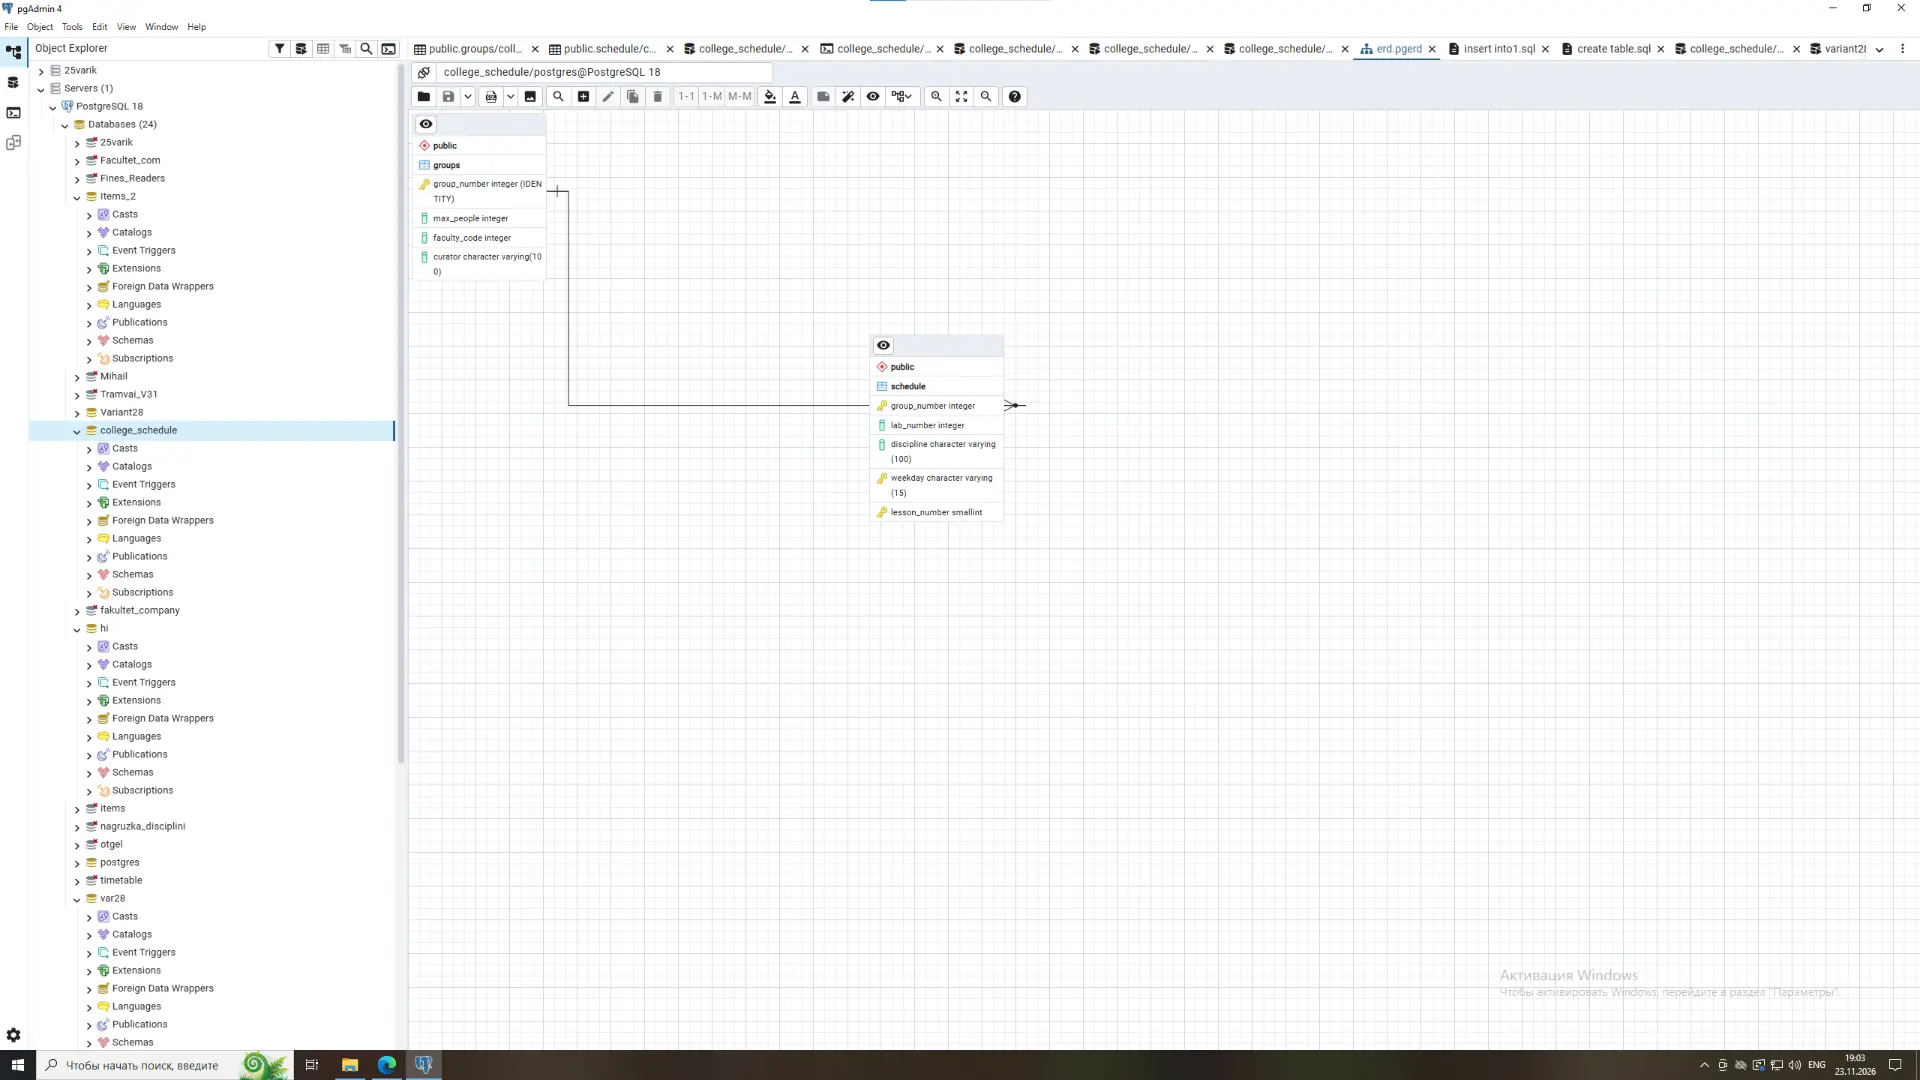 pgAdmin 4
File Object Tools Edit View Window Help
Object Explorer
public.groups/coll...
public.schedule/c...
college_schedule/...
college_schedule/...
college_schedule/...
college_schedule/...
college_schedule/...
erd.pgerd
insert into1.sql
create table.sql
college_schedule/...
variant2
college_schedule/postgres@PostgreSQL 18
1-1 1-M M-M
25varik
Servers (1)
PostgreSQL 18
Databases (24)
25varik
Facultet_com
Fines_Readers
Items_2
Casts
Catalogs
Event Triggers
Extensions
Foreign Data Wrappers
Languages
Publications
Schemas
Subscriptions
Mihail
Tramvai_V31
Variant28
college_schedule
Casts
Catalogs
Event Triggers
Extensions
Foreign Data Wrappers
Languages
Publications
Schemas
Subscriptions
fakultet_company
hi
Casts
Catalogs
Event Triggers
Extensions
Foreign Data Wrappers
Languages
Publications
Schemas
Subscriptions
items
nagruzka_disciplini
otgel
postgres
timetable
var28
Casts
Catalogs
Event Triggers
Extensions
Foreign Data Wrappers
Languages
Publications
Schemas
public
groups
group_number integer (IDEN
TITY)
max_people integer
faculty_code integer
curator character varying(10
0)
public
schedule
group_number integer
lab_number integer
discipline character varying
(100)
weekday character varying
(15)
lesson_number smallint
Активация Windows
Чтобы активировать Windows, перейдите в раздел "Параметры".
Чтобы начать поиск, введите
ENG
19:03
23.11.2026